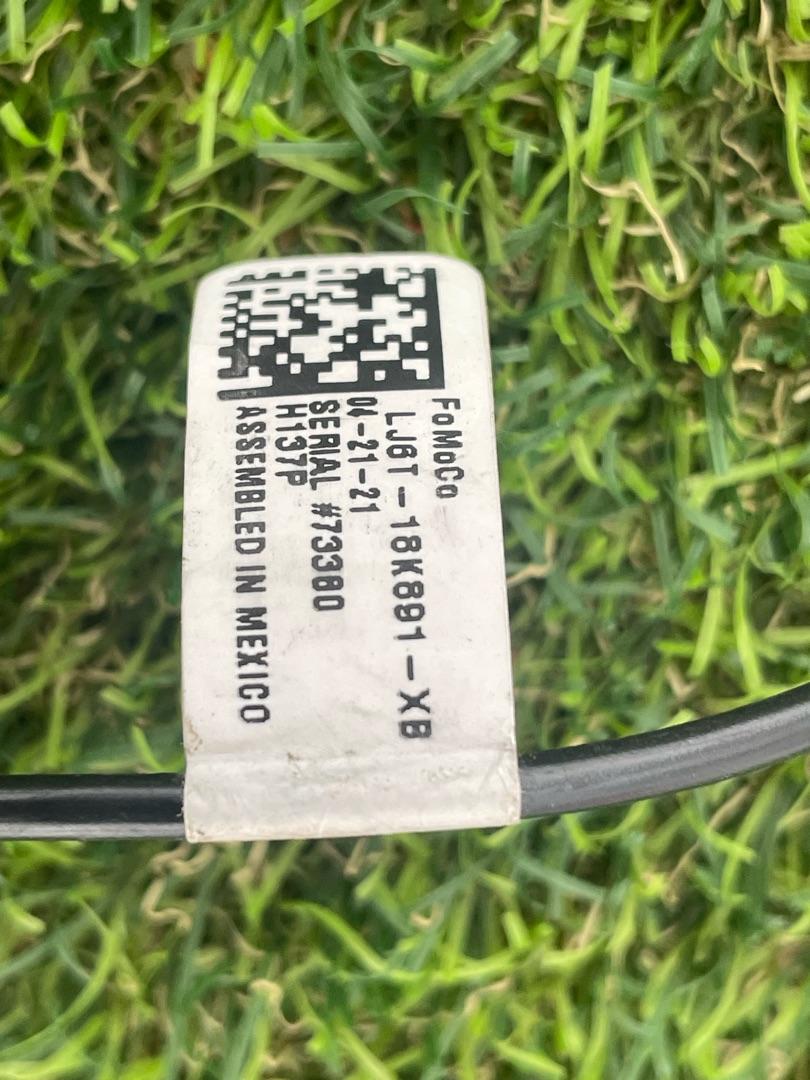 FoMoCo
LJ6T-18K891-XB
04-21-21
SERIAL #73380
H137P
ASSEMBLED IN MEXICO